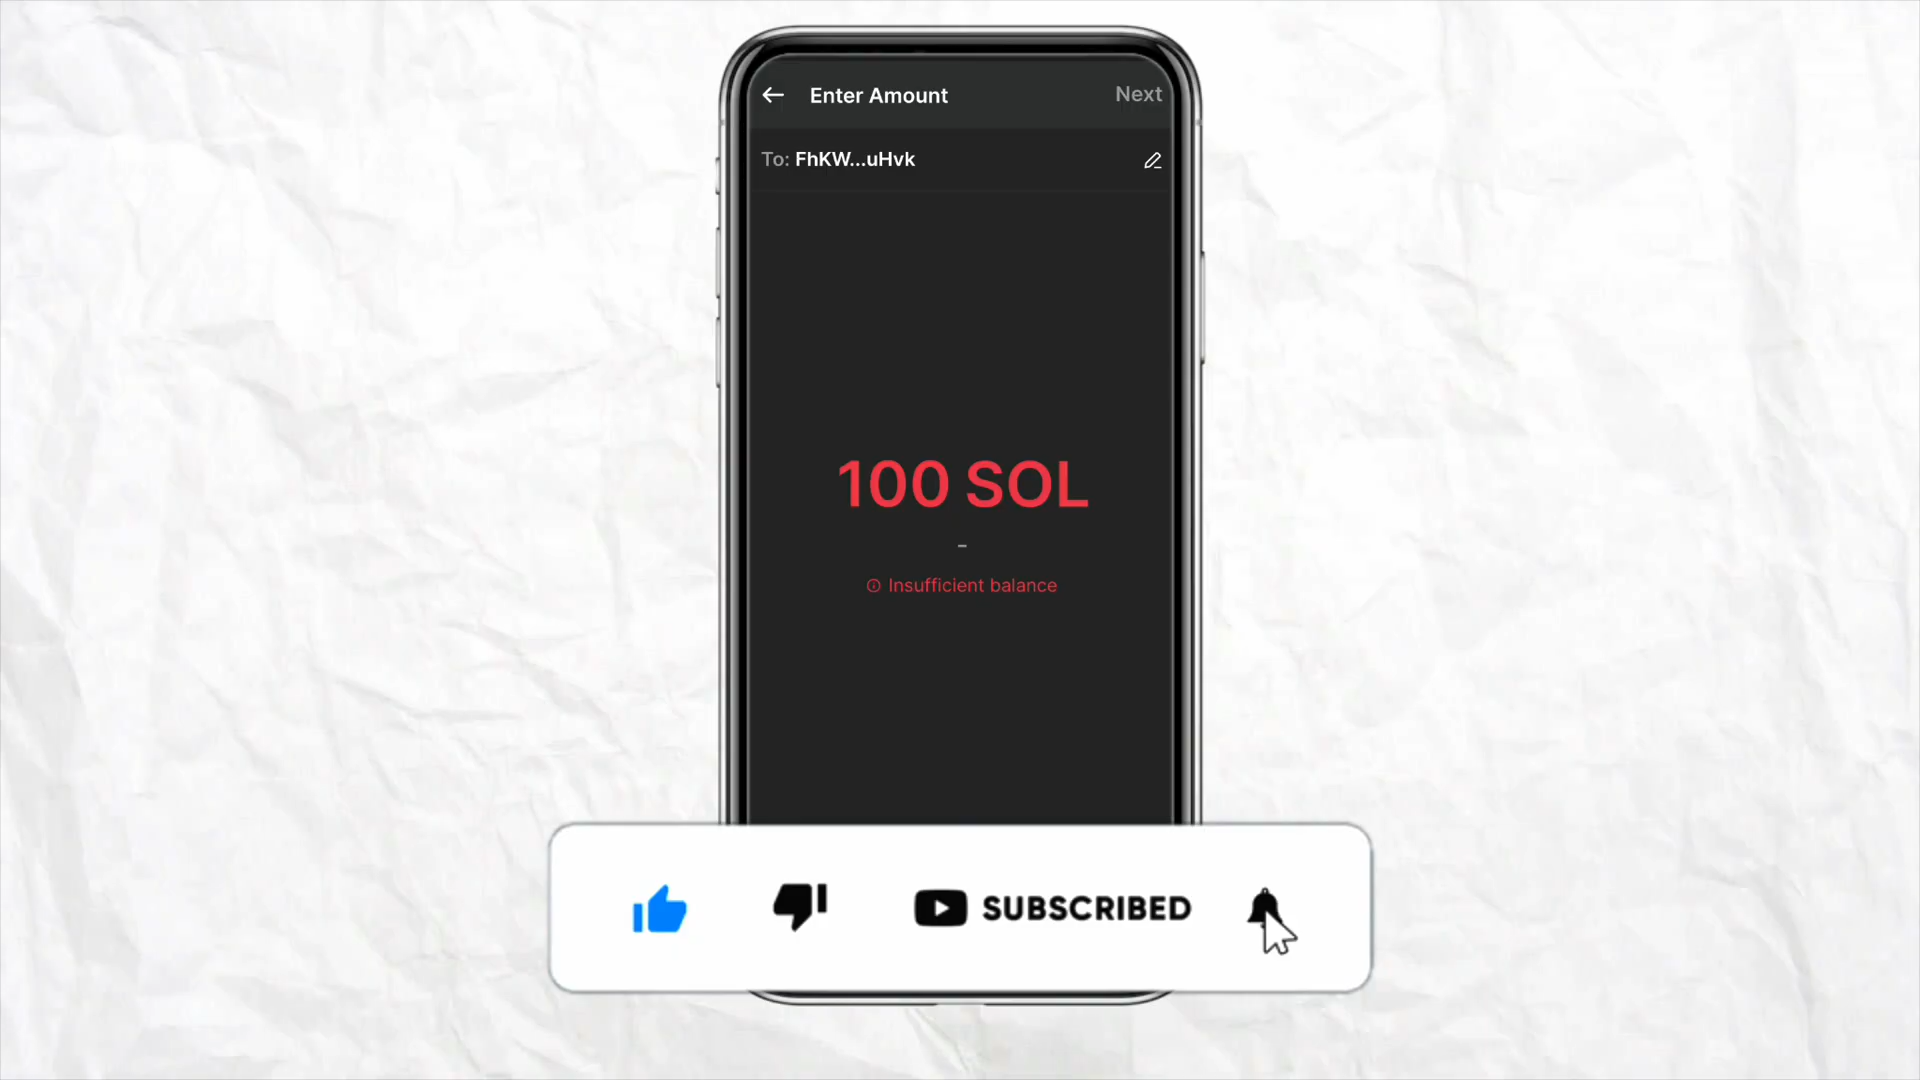 Enter Amount
Next
To: FhKW...uHvk
100 SOL
-
Insufficient balance
SUBSCRIBED